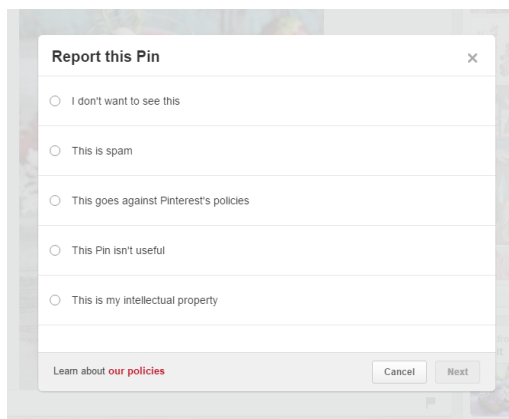 Report this Pin
I don't want to see this
This is spam
This goes against Pinterest's policies
This Pin isn't useful
This is my intellectual property
Learn about our policies
Cancel
Next